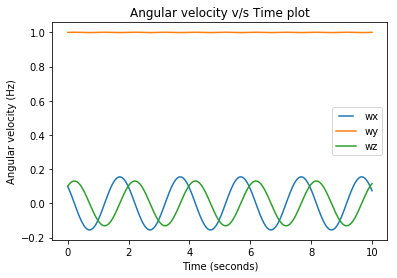 Angular velocity v/s Time plot
Angular velocity (Hz)
1.0
0.8
0.6
0.4
0.2
0.0
−0.2
wx
wy
wz
0
2
4
6
8
10
Time (seconds)